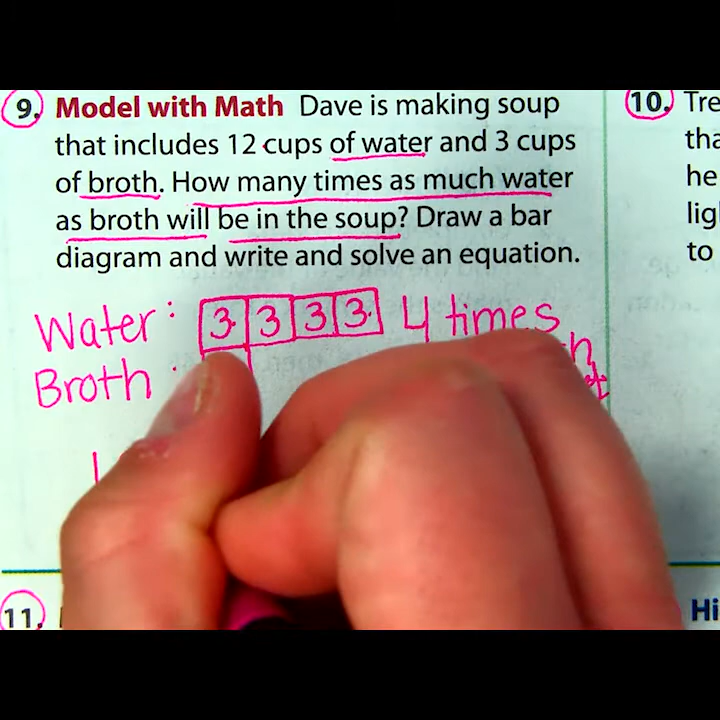 9. Model with Math Dave is making soup
that includes 12 cups of water and 3 cups
of broth. How many times as much water
as broth will be in the soup? Draw a bar
diagram and write and solve an equation.
Water: 3 3 3 3 4 times
Broth:
10. Tre
tha
he
lig
to
11.
Hi